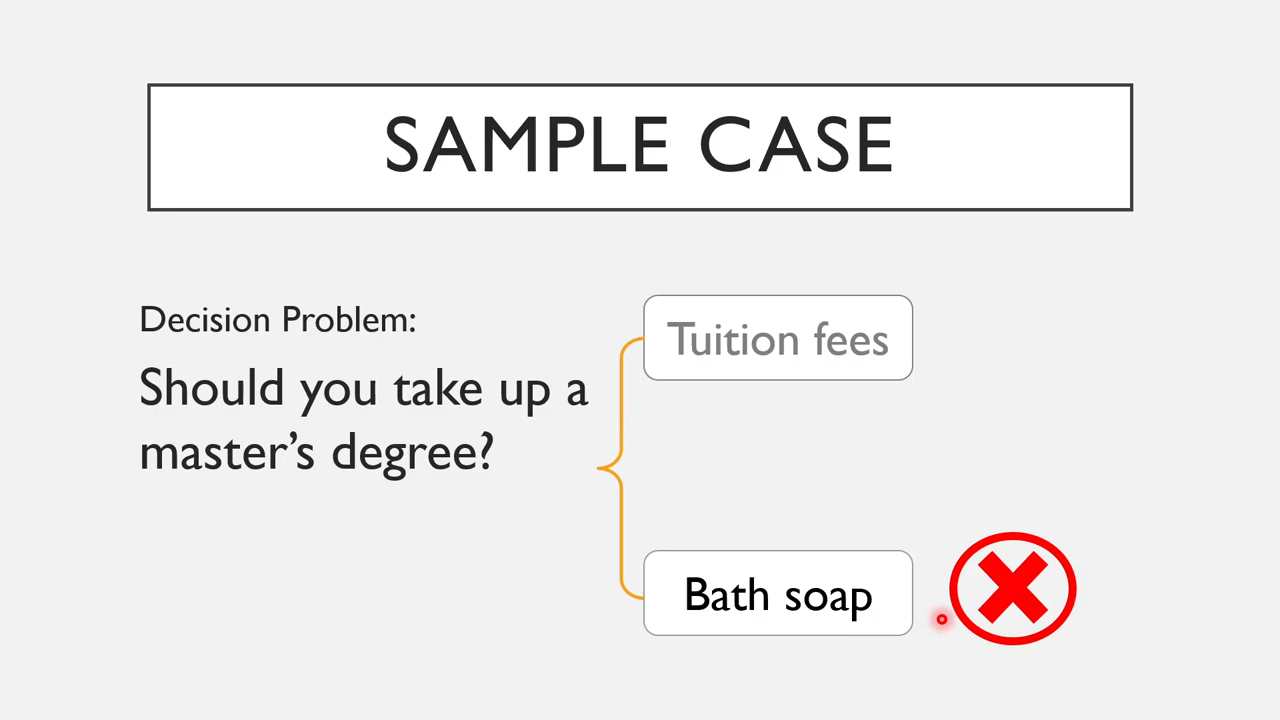 SAMPLE CASE
Decision Problem:
Should you take up a
master’s degree?
Tuition fees
Bath soap